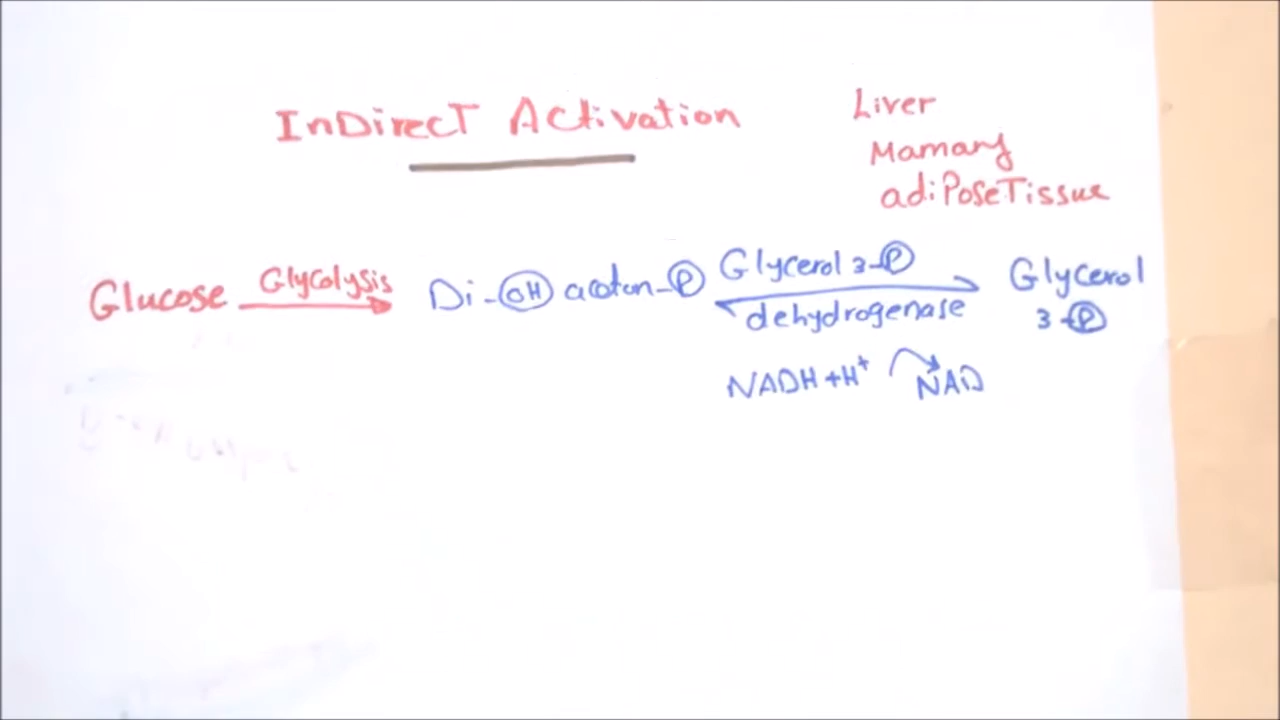 InDirecT Activation
Liver
Mamary
adiPoseTissue
Glucose Glycolysis Di-OH aceton-P Glycerol 3-P dehydrogenase Glycerol 3-P
NADH+H+ NAD